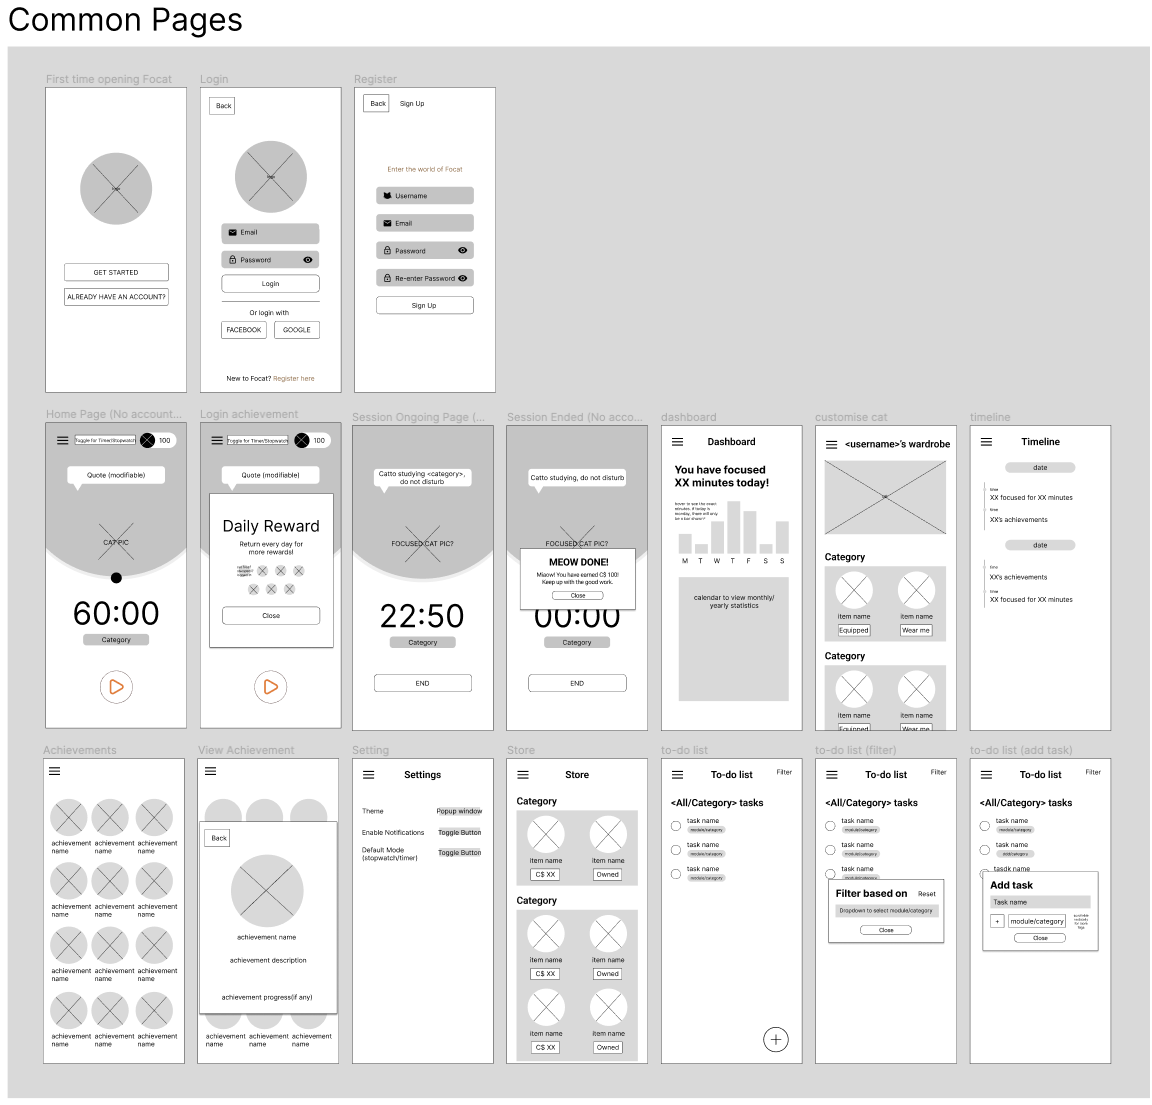 Common Pages
First time opening Focat
GET STARTED
ALREADY HAVE AN ACCOUNT?
Login
Back
Email
Password
Login
Or login with
FACEBOOK
GOOGLE
New to Focat? Register here
Register
Back
Sign Up
Enter the world of Focat
Username
Email
Password
Re-enter Password
Sign Up
Home Page (No account...
Toggle for Timer/Stopwatch
100
Quote (modifiable)
CAT PIC
60:00
Category
Login achievement
Toggle for Timer/Stopwatch
100
Quote (modifiable)
Daily Reward
Return every day for
more rewards!
Close
Session Ongoing Page (...
Catto studying <category>,
do not disturb
FOCUSED CAT PIC?
22:50
Category
END
Session Ended (No acco...
Catto studying, do not disturb
FOCUSED CAT PIC?
MEOW DONE!
Miaow! You have earned C$ 100!
Keep up with the good work.
Close
00:00
Category
END
dashboard
Dashboard
You have focused
XX minutes today!
hover to see the exact
minutes. if today is
monday, there will only
be a bar shown?
M T W T F S S
calendar to view monthly/
yearly statistics
customise cat
<username>'s wardrobe
Category
item name
Equipped
item name
Wear me
Category
item name
Equipped
item name
Wear me
timeline
Timeline
date
time
XX focused for XX minutes
time
XX's achievements
date
time
XX's achievements
time
XX focused for XX minutes
Achievements
achievement
name
achievement
name
achievement
name
achievement
name
achievement
name
achievement
name
achievement
name
achievement
name
achievement
name
achievement
name
achievement
name
achievement
name
View Achievement
Back
achievement name
achievement description
achievement progress(if any)
achievement
name
achievement
name
achievement
name
Setting
Settings
Theme
Popup window
Enable Notifications
Toggle Button
Default Mode
(stopwatch/timer)
Toggle Button
Store
Store
Category
item name
C$ XX
item name
Owned
Category
item name
C$ XX
item name
Owned
item name
C$ XX
item name
Owned
to-do list
To-do list
Filter
<All/Category> tasks
task name
module/category
task name
module/category
task name
module/category
to-do list (filter)
To-do list
Filter
<All/Category> tasks
task name
module/category
task name
module/category
task name
module/category
Filter based on
Reset
Dropdown to select module/category
Close
to-do list (add task)
To-do list
Filter
<All/Category> tasks
task name
module/category
task name
tasdk name
Add task
Task name
+
module/category
Close